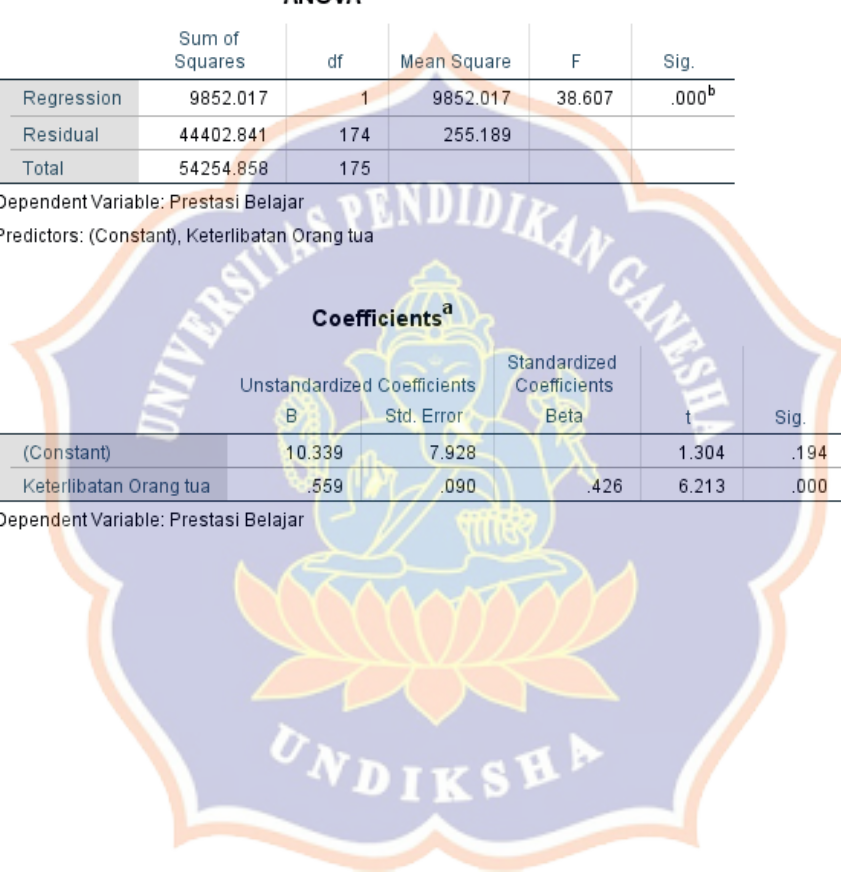 ANOVA
Sum of Squares df Mean Square F Sig.
Regression 9852.017 1 9852.017 38.607 .000b
Residual 44402.841 174 255.189
Total 54254.858 175
Dependent Variable: Prestasi Belajar
Predictors: (Constant), Keterlibatan Orang tua
Coefficientsa
Unstandardized Coefficients Standardized Coefficients
B Std. Error Beta t Sig.
(Constant) 10.339 7.928 1.304 .194
Keterlibatan Orang tua .559 .090 .426 6.213 .000
Dependent Variable: Prestasi Belajar
UNIVERSITAS PENDIDIKAN GANESHA
UNDIKSHA